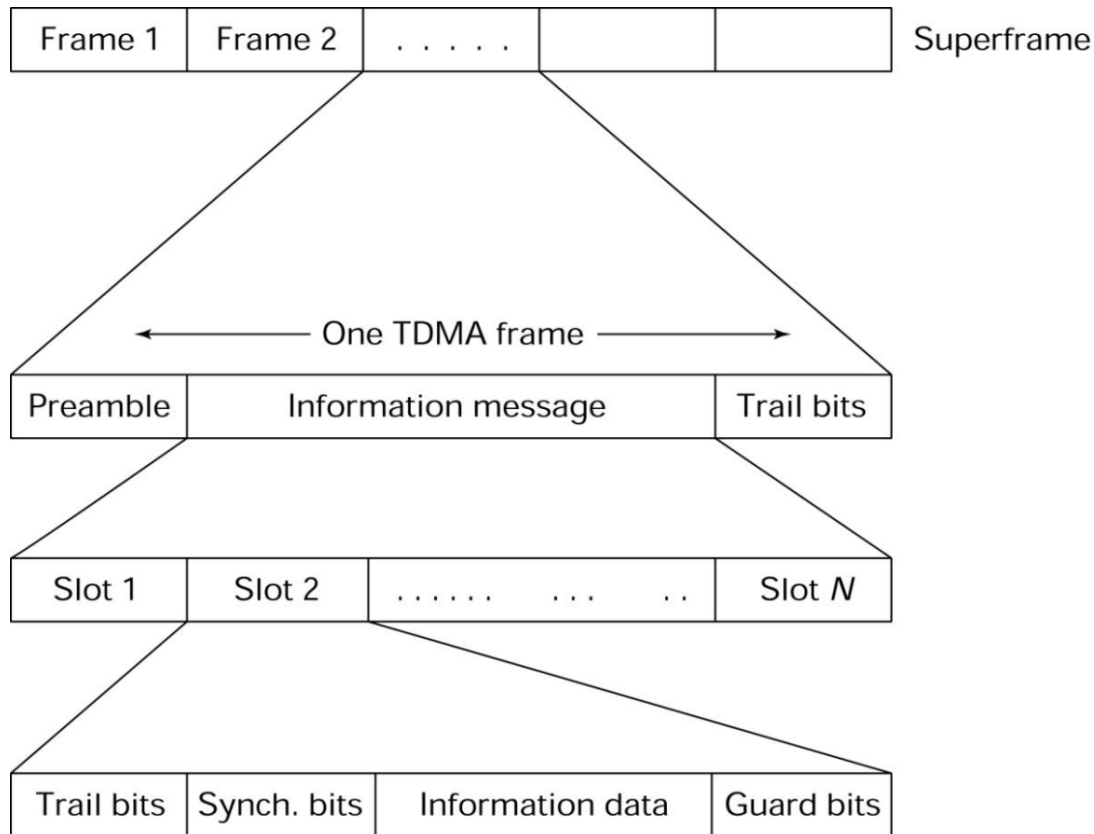 Frame 1 Frame 2 . . . . . Superframe
One TDMA frame
Preamble Information message Trail bits
Slot 1 Slot 2 . . . . . . . . . . . Slot N
Trail bits Synch. bits Information data Guard bits